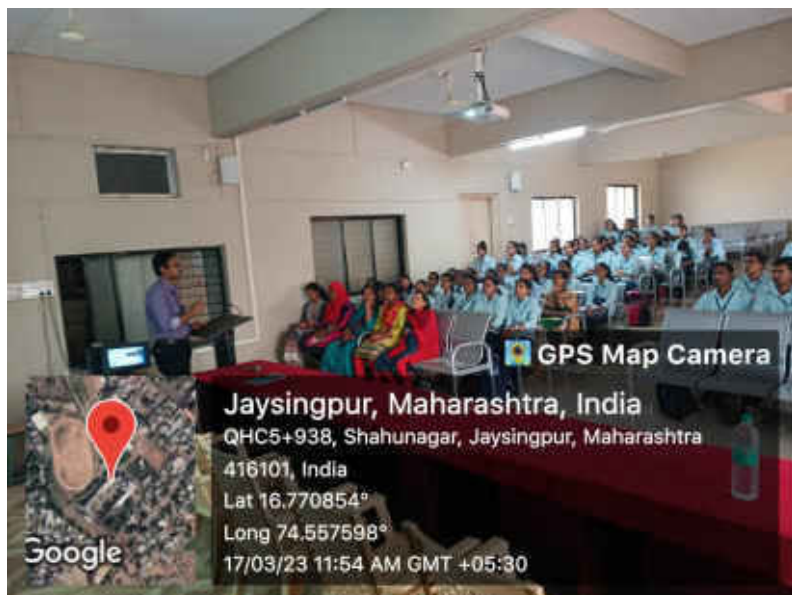 GPS Map Camera
Jaysingpur, Maharashtra, India
QHC5+938, Shahunagar, Jaysingpur, Maharashtra
416101, India
Lat 16.770854°
Long 74.557598°
17/03/23 11:54 AM GMT +05:30
Google